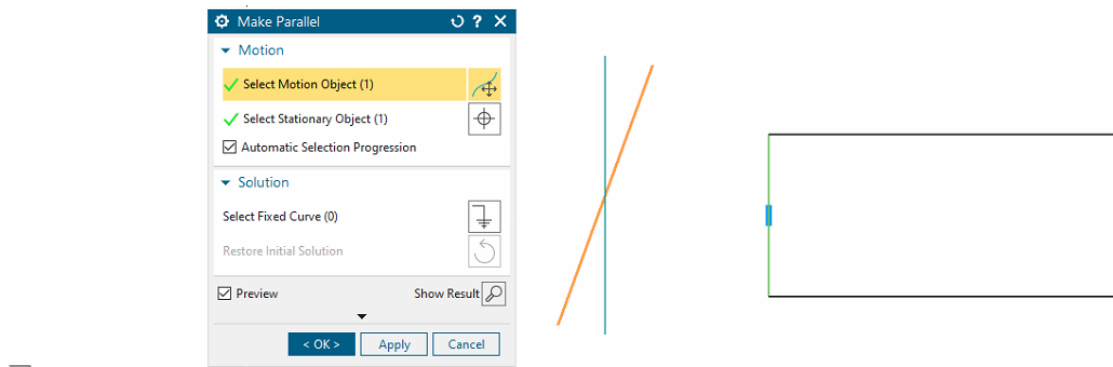 Make Parallel
Motion
Select Motion Object (1)
Select Stationary Object (1)
Automatic Selection Progression
Solution
Select Fixed Curve (0)
Restore Initial Solution
Preview
Show Result
< OK >
Apply
Cancel